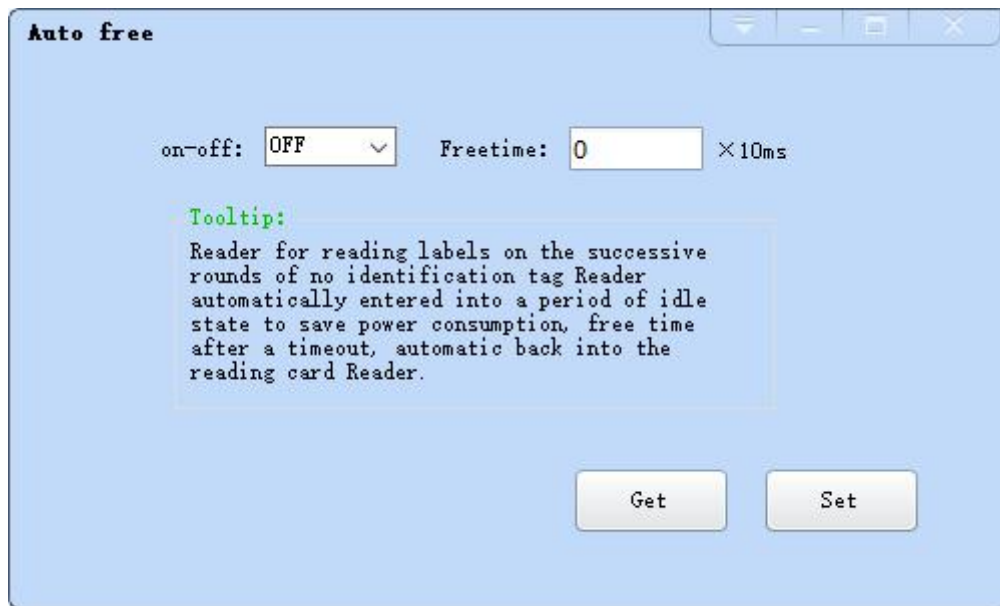 Auto free
on-off: OFF Freetime: 0 ×10ms
Tooltip:
Reader for reading labels on the successive
rounds of no identification tag Reader
automatically entered into a period of idle
state to save power consumption, free time
after a timeout, automatic back into the
reading card Reader.
Get Set